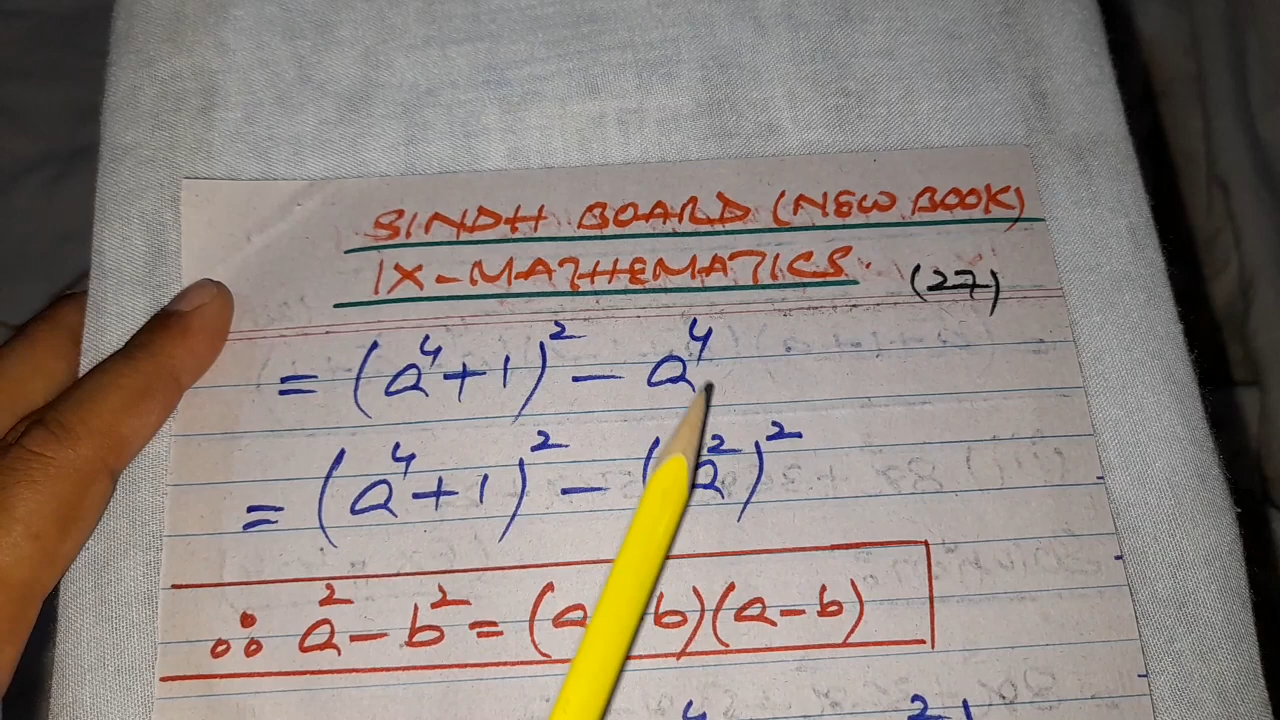 SINDH BOARD (NEW BOOK)
IX-MATHEMATICS. (27)
= (a⁴+1)² - a⁴
= (a⁴+1)² - (a²)²
∴ a² - b² = (a b)(a-b)